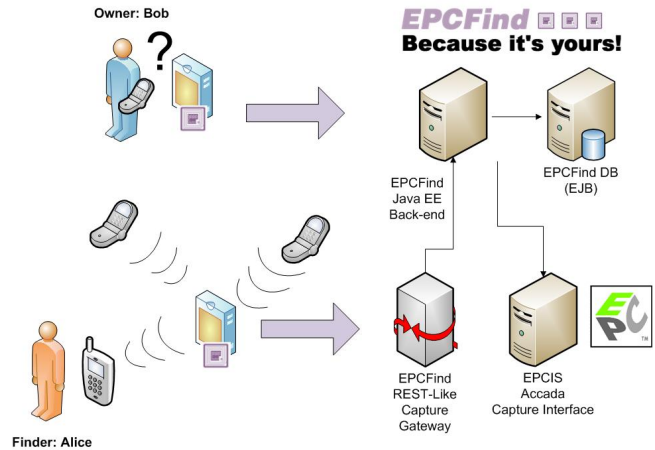 Owner: Bob
?
EPCFind
Because it's yours!
EPCFind
Java EE
Back-end
EPCFind DB
(EJB)
EPCFind
REST-Like
Capture
Gateway
EPCIS
Accada
Capture Interface
EPC
TM
Finder: Alice